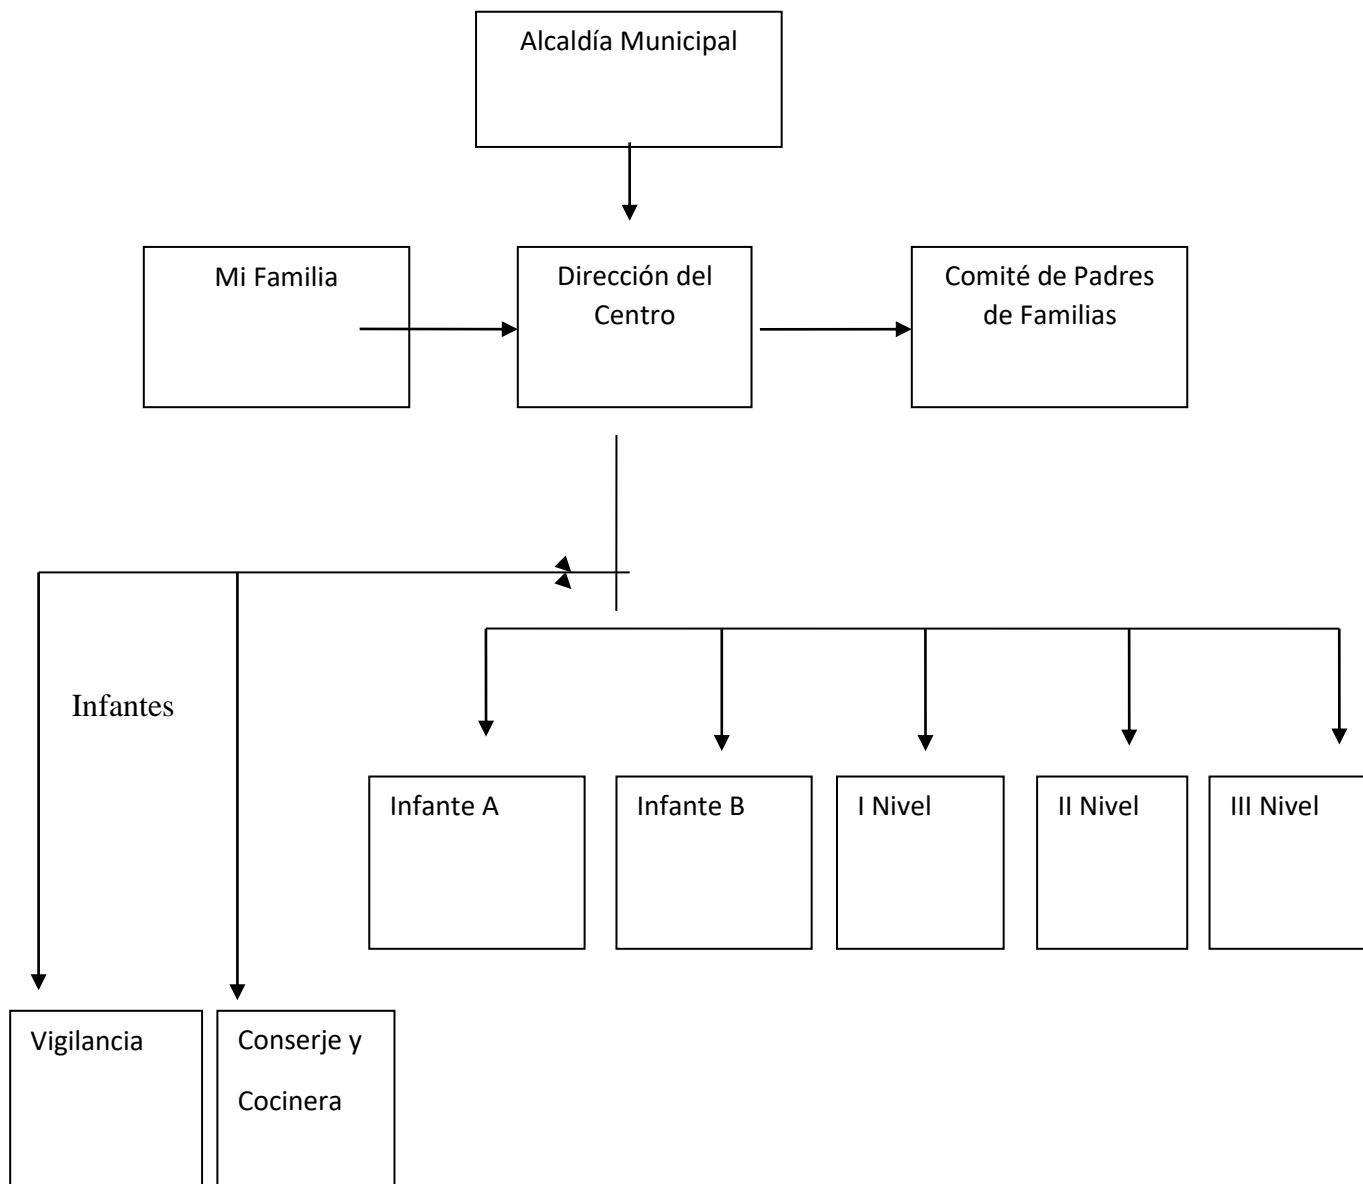 Alcaldía Municipal
Mi Familia
Dirección del
Centro
Comité de Padres
de Familias
Infantes
Infante A
Infante B
I Nivel
II Nivel
III Nivel
Vigilancia
Conserje y
Cocinera